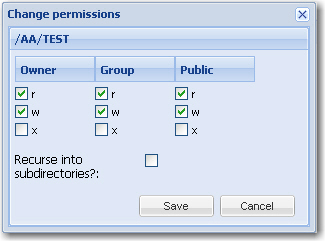 Change permissions
/AA/TEST
Owner Group Public
r r r
w w w
x x x
Recurse into
subdirectories?:
Save Cancel